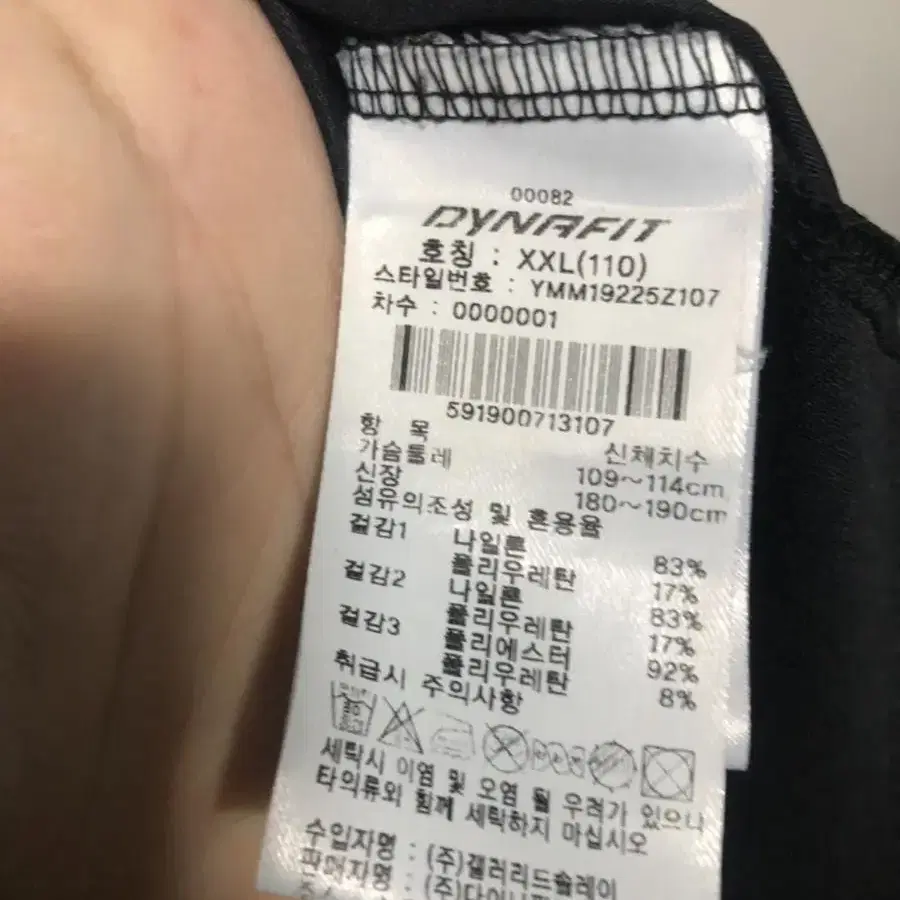 00082
DYNAFIT
호칭 : XXL(110)
스타일번호 : YMM19225Z107
차수 : 0000001
591900713107
항 목 신체치수
가슴둘레 109~114cm
신장 180~190cm
섬유의조성 및 혼용율
겉감1 나일론 83%
폴리우레탄 17%
겉감2 나일론 83%
폴리우레탄 17%
겉감3 폴리에스터 92%
폴리우레탄 8%
취급시 주의사항
세탁시 이염 및 오염 될 우려가 있으니
타의류와 함께 세탁하지 마십시오
수입자명 : (주)갤러리드솔레이
판매자명 :